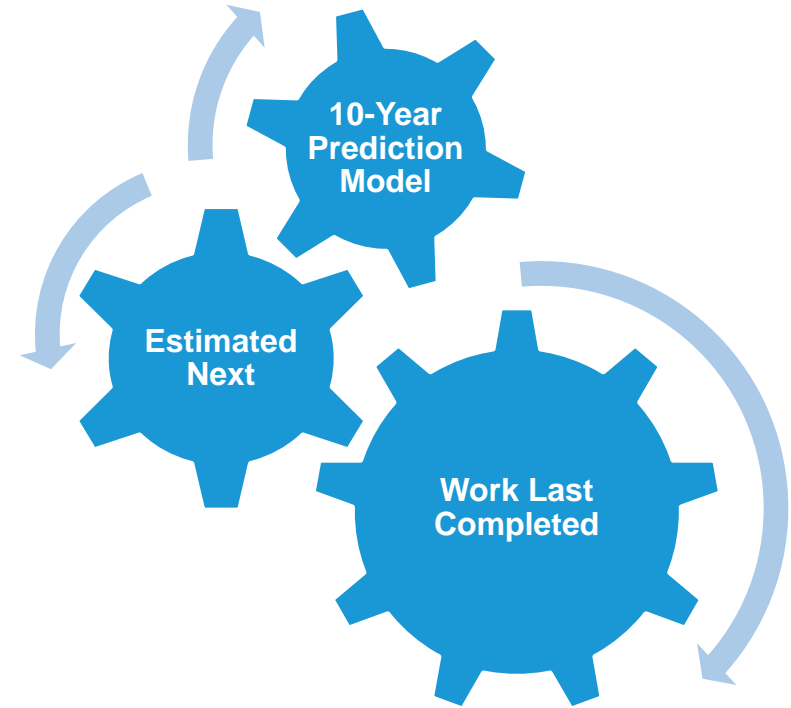 10-Year
Prediction
Model
Estimated
Next
Work Last
Completed